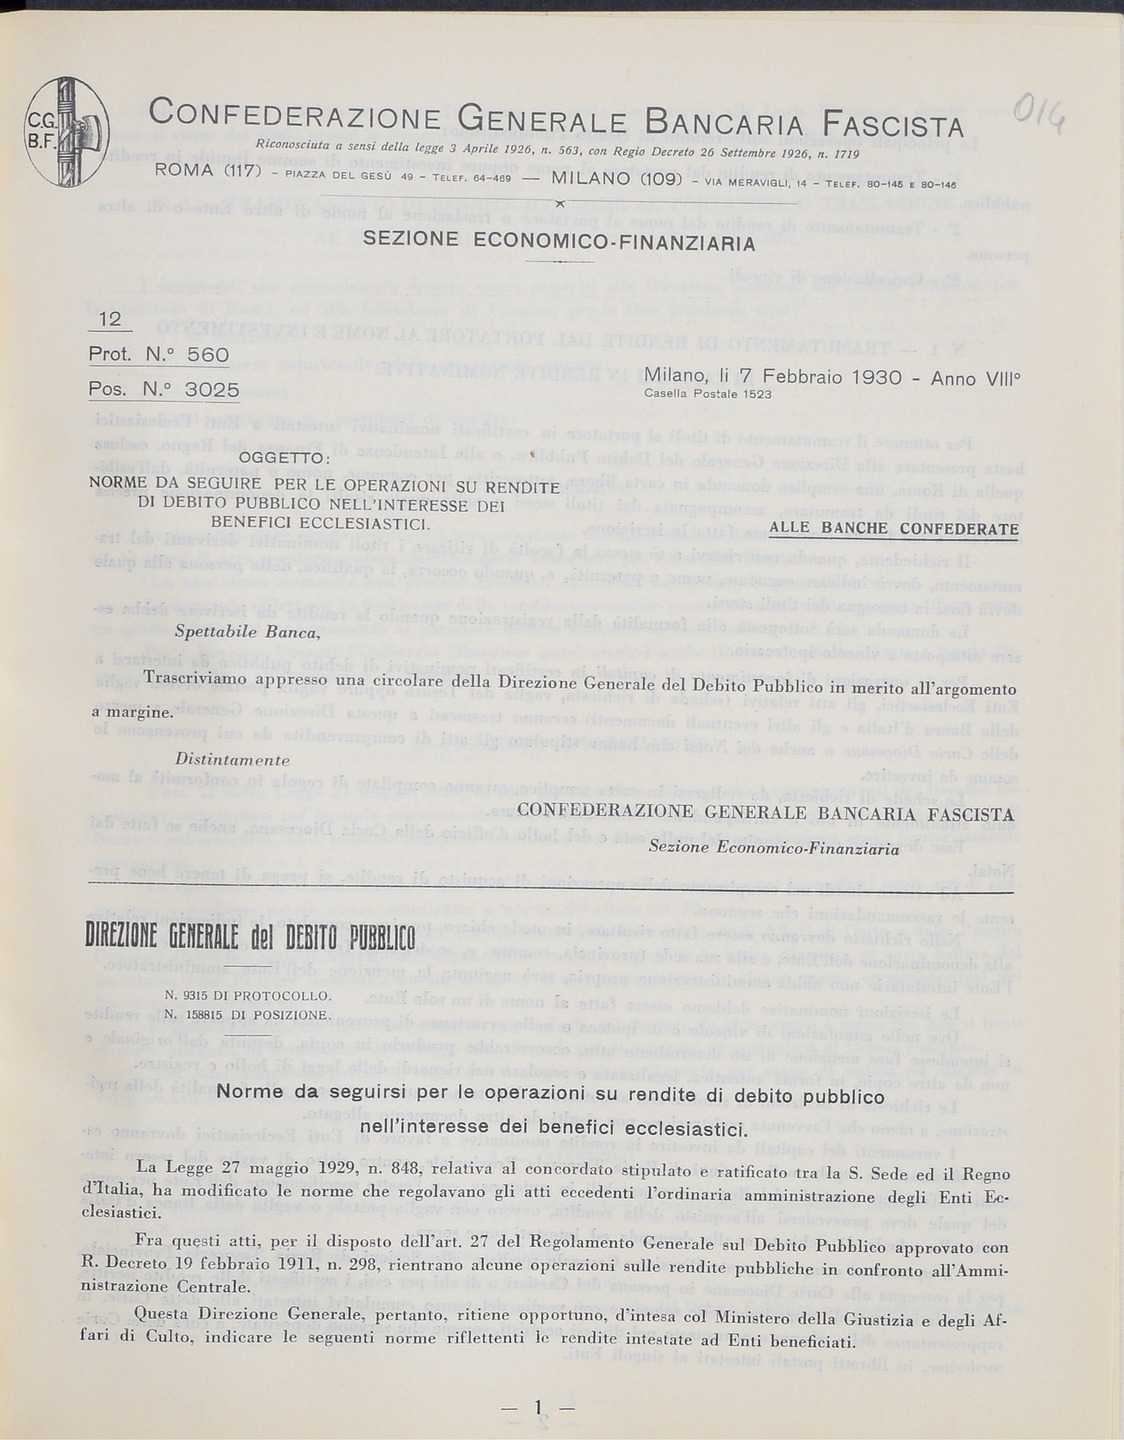 C.G.
B.F.
CONFEDERAZIONE GENERALE BANCARIA FASCISTA
014
Riconosciuta a sensi della legge 3 Aprile 1926, n. 563, con Regio Decreto 26 Settembre 1926, n. 1719
ROMA (117) - PIAZZA DEL GESÙ 49 - TELEF. 64-469 — MILANO (109) - VIA MERAVIGLI, 14 - TELEF. 80-145 E 80-146
SEZIONE ECONOMICO-FINANZIARIA
12
Prot. N.° 560
Pos. N.° 3025
Milano, li 7 Febbraio 1930 - Anno VIII°
Casella Postale 1523
OGGETTO:
NORME DA SEGUIRE PER LE OPERAZIONI SU RENDITE
DI DEBITO PUBBLICO NELL'INTERESSE DEI
BENEFICI ECCLESIASTICI.
ALLE BANCHE CONFEDERATE
Spettabile Banca,
Trascriviamo appresso una circolare della Direzione Generale del Debito Pubblico in merito all'argomento
a margine.
Distintamente
CONFEDERAZIONE GENERALE BANCARIA FASCISTA
Sezione Economico-Finanziaria
DIREZIONE GENERALE del DEBITO PUBBLICO
N. 9315 DI PROTOCOLLO.
N. 158815 DI POSIZIONE.
Norme da seguirsi per le operazioni su rendite di debito pubblico
nell'interesse dei benefici ecclesiastici.
La Legge 27 maggio 1929, n. 848, relativa al concordato stipulato e ratificato tra la S. Sede ed il Regno
d'Italia, ha modificato le norme che regolavano gli atti eccedenti l'ordinaria amministrazione degli Enti Ec-
clesiastici.
Fra questi atti, per il disposto dell'art. 27 del Regolamento Generale sul Debito Pubblico approvato con
R. Decreto 19 febbraio 1911, n. 298, rientrano alcune operazioni sulle rendite pubbliche in confronto all'Ammi-
nistrazione Centrale.
Questa Direzione Generale, pertanto, ritiene opportuno, d'intesa col Ministero della Giustizia e degli Af-
fari di Culto, indicare le seguenti norme riflettenti le rendite intestate ad Enti beneficiati.
— 1 —